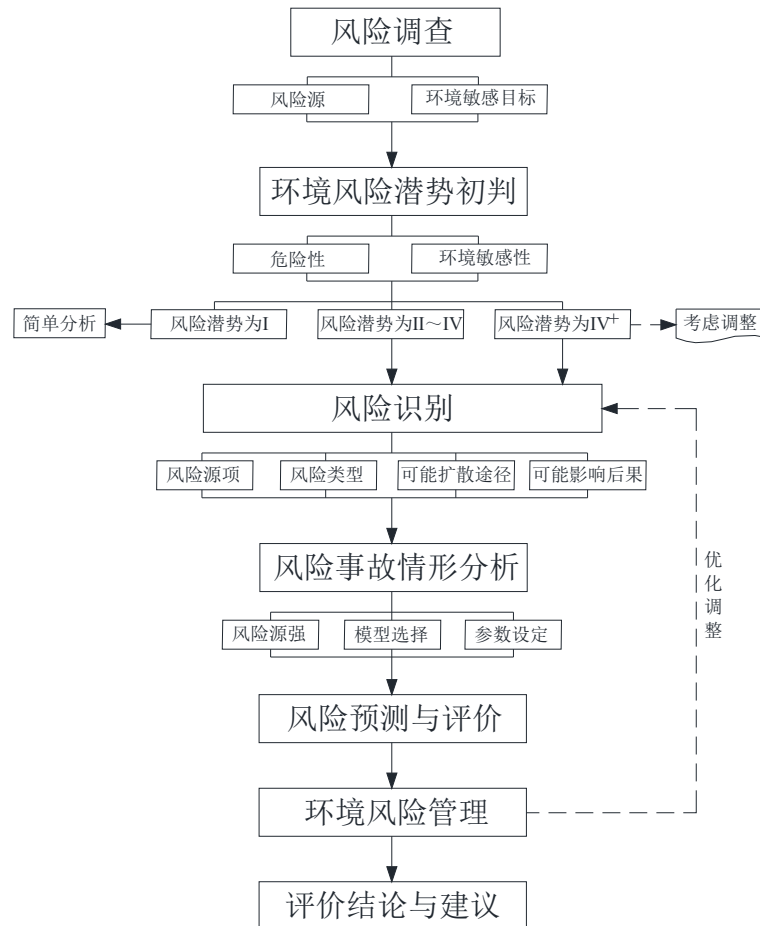 风险调查
风险源
环境敏感目标
环境风险潜势初判
危险性
环境敏感性
简单分析
风险潜势为I
风险潜势为II～IV
风险潜势为IV+
考虑调整
风险识别
风险源项
风险类型
可能扩散途径
可能影响后果
风险事故情形分析
优化调整
风险源强
模型选择
参数设定
风险预测与评价
环境风险管理
评价结论与建议